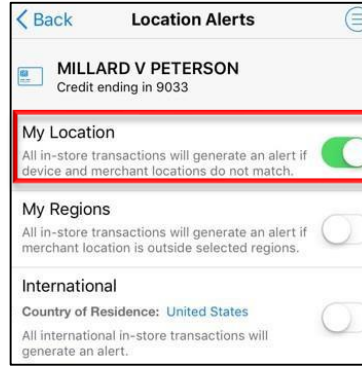 Back Location Alerts
MILLARD V PETERSON
Credit ending in 9033
My Location
All in-store transactions will generate an alert if
device and merchant locations do not match.
My Regions
All in-store transactions will generate an alert if
merchant location is outside selected regions.
International
Country of Residence: United States
All international in-store transactions will
generate an alert.